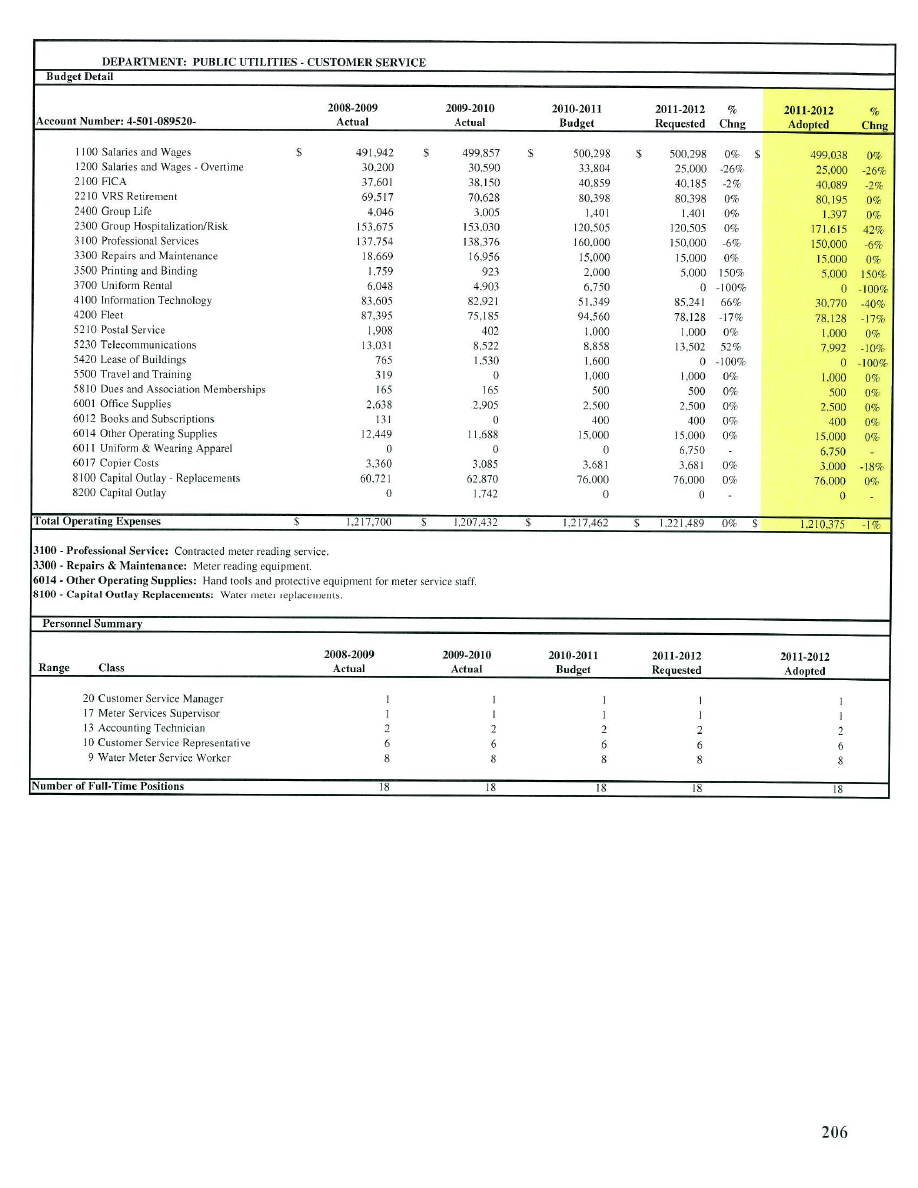 DEPARTMENT: PUBLIC UTILITIES - CUSTOMER SERVICE
Budget Detail
2008-2009 2009-2010 2010-2011 2011-2012 % 2011-2012 %
Account Number: 4-501-089520- Actual Actual Budget Requested Chng Adopted Chng
1100 Salaries and Wages $ 491,942 $ 499,857 $ 500,298 $ 500,298 0% $ 499,038 0%
1200 Salaries and Wages - Overtime 30,200 30,590 33,804 25,000 -26% 25,000 -26%
2100 FICA 37,601 38,150 40,859 40,185 -2% 40,089 -2%
2210 VRS Retirement 69,517 70,628 80,398 80,398 0% 80,195 0%
2400 Group Life 4,046 3,005 1,401 1,401 0% 1,397 0%
2300 Group Hospitalization/Risk 153,675 153,030 120,505 120,505 0% 171,615 42%
3100 Professional Services 137,754 138,376 160,000 150,000 -6% 150,000 -6%
3300 Repairs and Maintenance 18,669 16,956 15,000 15,000 0% 15,000 0%
3500 Printing and Binding 1,759 923 2,000 5,000 150% 5,000 150%
3700 Uniform Rental 6,048 4,903 6,750 0 -100% 0 -100%
4100 Information Technology 83,605 82,921 51,349 85,241 66% 30,770 -40%
4200 Fleet 87,395 75,185 94,560 78,128 -17% 78,128 -17%
5210 Postal Service 1,908 402 1,000 1,000 0% 1,000 0%
5230 Telecommunications 13,031 8,522 8,858 13,502 52% 7,992 -10%
5420 Lease of Buildings 765 1,530 1,600 0 -100% 0 -100%
5500 Travel and Training 319 0 1,000 1,000 0% 1,000 0%
5810 Dues and Association Memberships 165 165 500 500 0% 500 0%
6001 Office Supplies 2,638 2,905 2,500 2,500 0% 2,500 0%
6012 Books and Subscriptions 131 0 400 400 0% 400 0%
6014 Other Operating Supplies 12,449 11,688 15,000 15,000 0% 15,000 0%
6011 Uniform & Wearing Apparel 0 0 0 6,750 - 6,750 -
6017 Copier Costs 3,360 3,085 3,681 3,681 0% 3,000 -18%
8100 Capital Outlay - Replacements 60,721 62,870 76,000 76,000 0% 76,000 0%
8200 Capital Outlay 0 1,742 0 0 - 0 -
Total Operating Expenses $ 1,217,700 $ 1,207,432 $ 1,217,462 $ 1,221,489 0% $ 1,210,375 -1%
3100 - Professional Service: Contracted meter reading service.
3300 - Repairs & Maintenance: Meter reading equipment.
6014 - Other Operating Supplies: Hand tools and protective equipment for meter service staff.
8100 - Capital Outlay Replacements: Water meter replacements.
Personnel Summary
2008-2009 2009-2010 2010-2011 2011-2012 2011-2012
Range Class Actual Actual Budget Requested Adopted
20 Customer Service Manager 1 1 1 1 1
17 Meter Services Supervisor 1 1 1 1 1
13 Accounting Technician 2 2 2 2 2
10 Customer Service Representative 6 6 6 6 6
9 Water Meter Service Worker 8 8 8 8 8
Number of Full-Time Positions 18 18 18 18 18
206